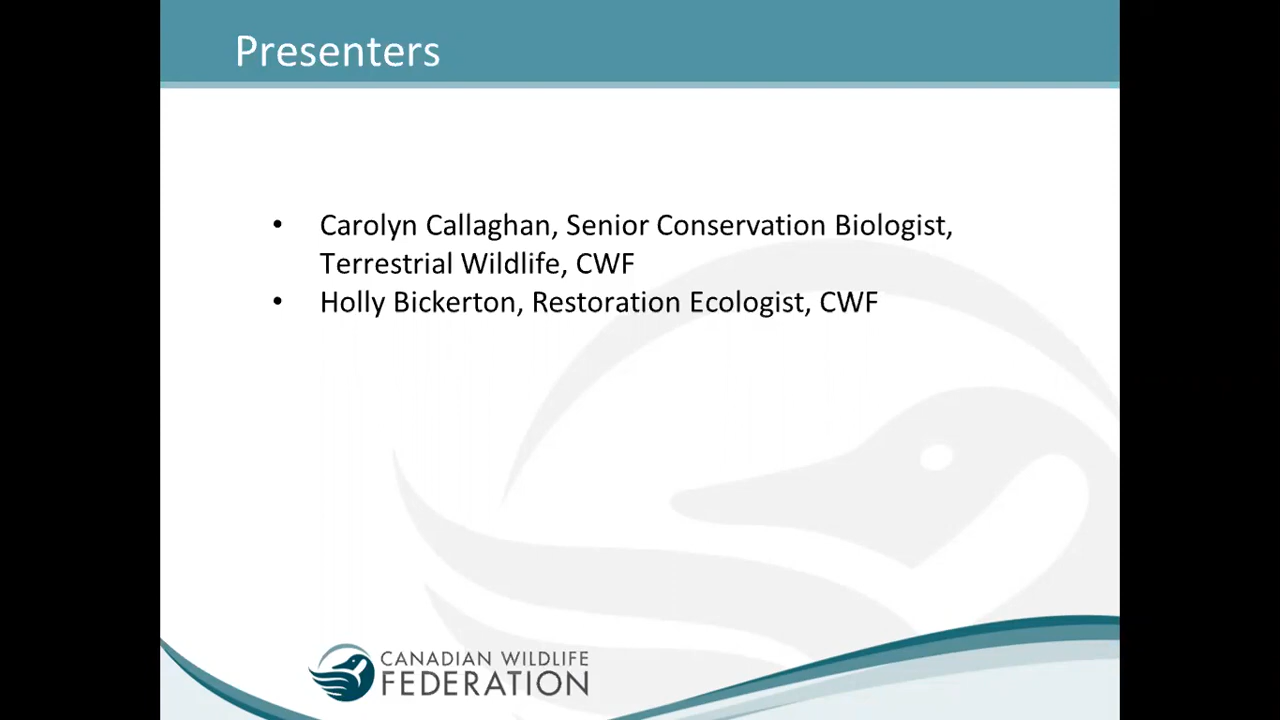 Presenters
• Carolyn Callaghan, Senior Conservation Biologist,
Terrestrial Wildlife, CWF
• Holly Bickerton, Restoration Ecologist, CWF
CANADIAN WILDLIFE
FEDERATION